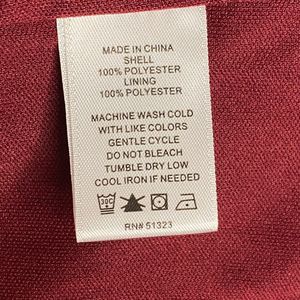 MADE IN CHINA
SHELL
100% POLYESTER
LINING
100% POLYESTER
MACHINE WASH COLD
WITH LIKE COLORS
GENTLE CYCLE
DO NOT BLEACH
TUMBLE DRY LOW
COOL IRON IF NEEDED
30C
RN# 51323